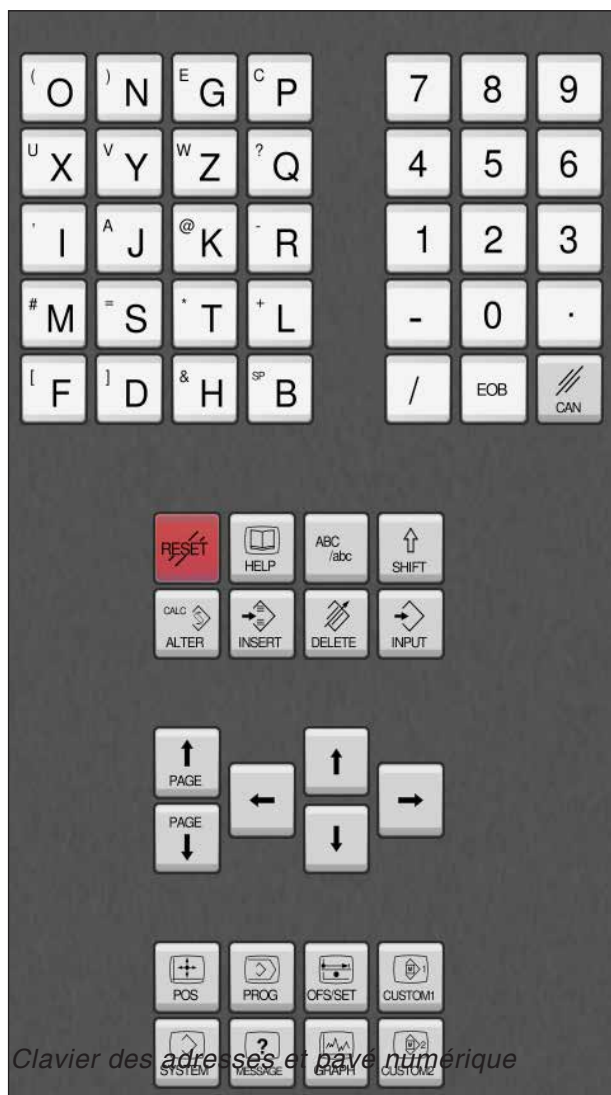 ( O ) N E G C P 7 8 9
U X V Y W Z ? Q 4 5 6
, I A J @ K - R 1 2 3
# M = S * T + L - 0 .
[ F ] D & H SP B / EOB CAN
RESET HELP ABC /abc SHIFT
CALC ALTER INSERT DELETE INPUT
PAGE
PAGE
POS PROG OFS/SET CUSTOM1
SYSTEM MESSAGE GRAPH CUSTOM2
Clavier des adresses et pavé numérique